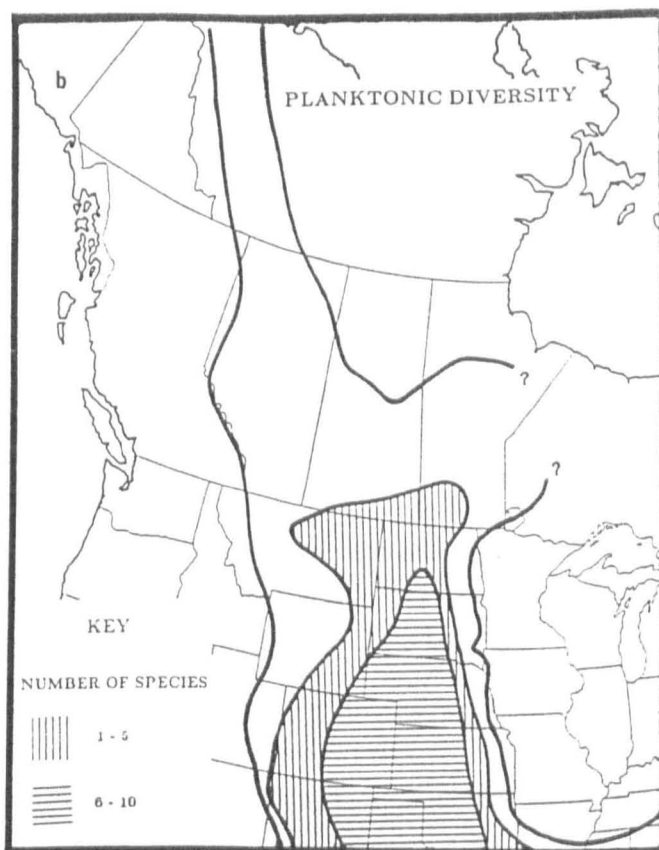 b
PLANKTONIC DIVERSITY
?
?
KEY
NUMBER OF SPECIES
1 - 5
6 - 10